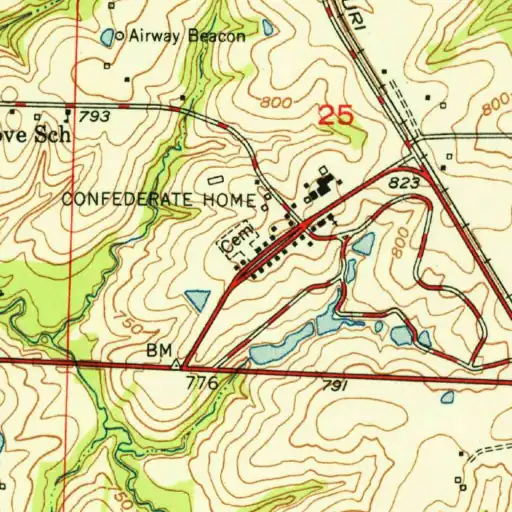 URI
Airway Beacon
800
793
25
800
ove Sch
823
CONFEDERATE HOME
Cem
800
750
BM
776
791
750